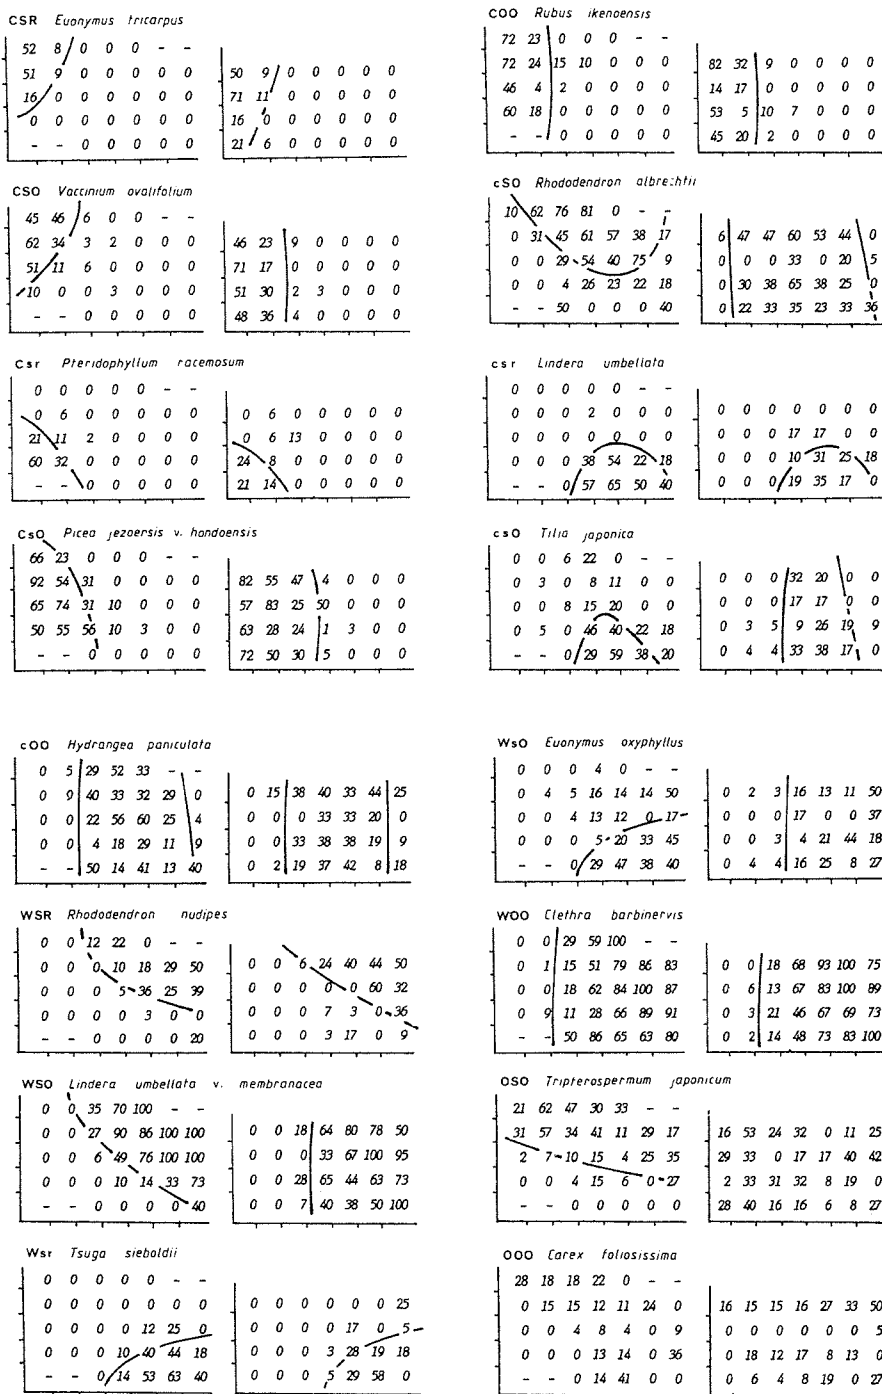 CSR Euonymus tricarpus
52 8 0 0 0 - -
51 9 0 0 0 0 0
16 0 0 0 0 0 0
0 0 0 0 0 0 0
- - 0 0 0 0 0
50 9 0 0 0 0 0
71 11 0 0 0 0 0
16 0 0 0 0 0 0
21 6 0 0 0 0 0
COO Rubus ikenoensis
72 23 0 0 0 - -
72 24 15 10 0 0 0
46 4 2 0 0 0 0
60 18 0 0 0 0 0
- - 0 0 0 0 0
82 32 9 0 0 0 0
14 17 0 0 0 0 0
53 5 10 7 0 0 0
45 20 2 0 0 0 0
CSO Vaccinium ovalifolium
45 46 6 0 0 - -
62 34 3 2 0 0 0
51 11 6 0 0 0 0
10 0 0 3 0 0 0
- - 0 0 0 0 0
46 23 9 0 0 0 0
71 17 0 0 0 0 0
51 30 2 3 0 0 0
48 36 4 0 0 0 0
cSO Rhododendron albrechtii
10 62 76 81 0 - -
0 31 45 61 57 38 17
0 0 29 54 40 75 9
0 0 4 26 23 22 18
- - 50 0 0 0 40
6 47 47 60 53 44 0
0 0 0 33 0 20 5
0 30 38 65 38 25 0
0 22 33 35 23 33 36
Csr Pteridophyllum racemosum
0 0 0 0 0 - -
0 6 0 0 0 0 0
21 11 2 0 0 0 0
60 32 0 0 0 0 0
- - 0 0 0 0 0
0 6 0 0 0 0 0
0 6 13 0 0 0 0
24 8 0 0 0 0 0
21 14 0 0 0 0 0
csr Lindera umbellata
0 0 0 0 0 - -
0 0 0 2 0 0 0
0 0 0 0 0 0 0
0 0 0 38 54 22 18
- - 0 57 65 50 40
0 0 0 0 0 0 0
0 0 0 17 17 0 0
0 0 0 10 31 25 18
0 0 0 19 35 17 0
CsO Picea jezoersis v. hondoensis
66 23 0 0 0 - -
92 54 31 0 0 0 0
65 74 31 10 0 0 0
50 55 56 10 3 0 0
- - 0 0 0 0 0
82 55 47 4 0 0 0
57 83 25 50 0 0 0
63 28 24 1 3 0 0
72 50 30 5 0 0 0
csO Tilia japonica
0 0 6 22 0 - -
0 3 0 8 11 0 0
0 0 8 15 20 0 0
0 5 0 46 40 22 18
- - 0 29 59 38 20
0 0 0 32 20 0 0
0 0 0 17 17 0 0
0 3 5 9 26 19 9
0 4 4 33 38 17 0
cOO Hydrangea paniculata
0 5 29 52 33 - -
0 9 40 33 32 29 0
0 0 22 56 60 25 4
0 0 4 18 29 11 9
- - 50 14 41 13 40
0 15 38 40 33 44 25
0 0 0 33 33 20 0
0 0 33 38 38 19 9
0 2 19 37 42 8 18
WsO Euonymus oxyphyllus
0 0 0 4 0 - -
0 4 5 16 14 14 50
0 0 4 13 12 0 17
0 0 0 5 20 33 45
- - 0 29 47 38 40
0 2 3 16 13 11 50
0 0 0 17 0 0 37
0 0 3 4 21 44 18
0 4 4 16 25 8 27
WSR Rhododendron nudipes
0 0 12 22 0 - -
0 0 0 10 18 29 50
0 0 0 5 36 25 39
0 0 0 0 3 0 0
- - 0 0 0 0 20
0 0 6 24 40 44 50
0 0 0 0 0 60 32
0 0 0 7 3 0 36
0 0 0 3 17 0 9
WOO Clethra barbinervis
0 0 29 59 100 - -
0 1 15 51 79 86 83
0 0 18 62 84 100 87
0 9 11 28 66 89 91
- - 50 86 65 63 80
0 0 18 68 93 100 75
0 6 13 67 83 100 89
0 3 21 46 67 69 73
0 2 14 48 73 83 100
WSO Lindera umbellata v. membranacea
0 0 35 70 100 - -
0 0 27 90 86 100 100
0 0 6 49 76 100 100
0 0 0 10 14 33 73
- - 0 0 0 0 40
0 0 18 64 80 78 50
0 0 0 33 67 100 95
0 0 28 65 44 63 73
0 0 7 40 38 50 100
OSO Tripterospermum japonicum
21 62 47 30 33 - -
31 57 34 41 11 29 17
2 7 10 15 4 25 35
0 0 4 15 6 0 27
- - 0 0 0 0 0
16 53 24 32 0 11 25
29 33 0 17 17 40 42
2 33 31 32 8 19 0
28 40 16 16 6 8 27
Wsr Tsuga sieboldii
0 0 0 0 0 - -
0 0 0 0 0 0 0
0 0 0 0 12 25 0
0 0 0 10 40 44 18
- - 0 14 53 63 40
0 0 0 0 0 0 25
0 0 0 0 17 0 5
0 0 0 3 28 19 18
0 0 0 5 29 58 0
OOO Carex foliosissima
28 18 18 22 0 - -
0 15 15 12 11 24 0
0 0 4 8 4 0 9
0 0 0 13 14 0 36
- - 0 14 41 0 0
16 15 15 16 27 33 50
0 0 0 0 0 0 5
0 18 12 17 8 13 0
0 6 4 8 19 0 27